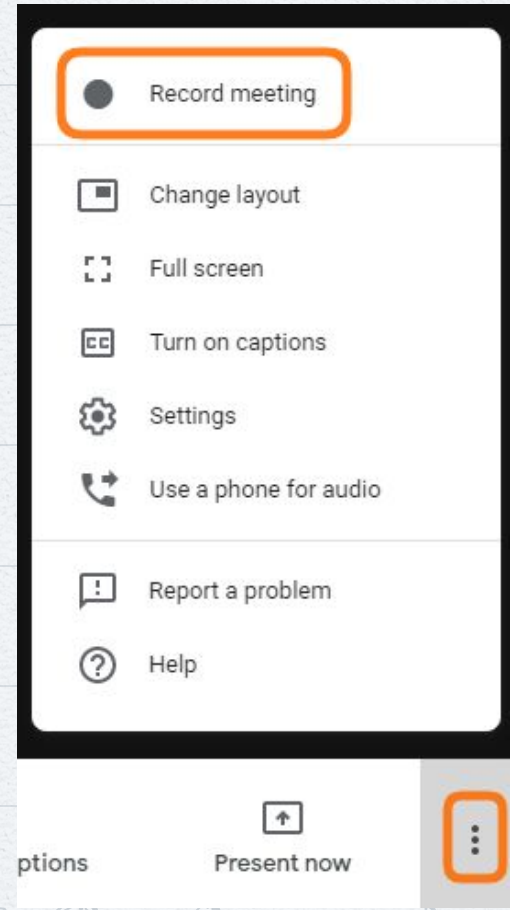 Record meeting
Change layout
Full screen
CC Turn on captions
Settings
Use a phone for audio
Report a problem
Help
ptions Present now